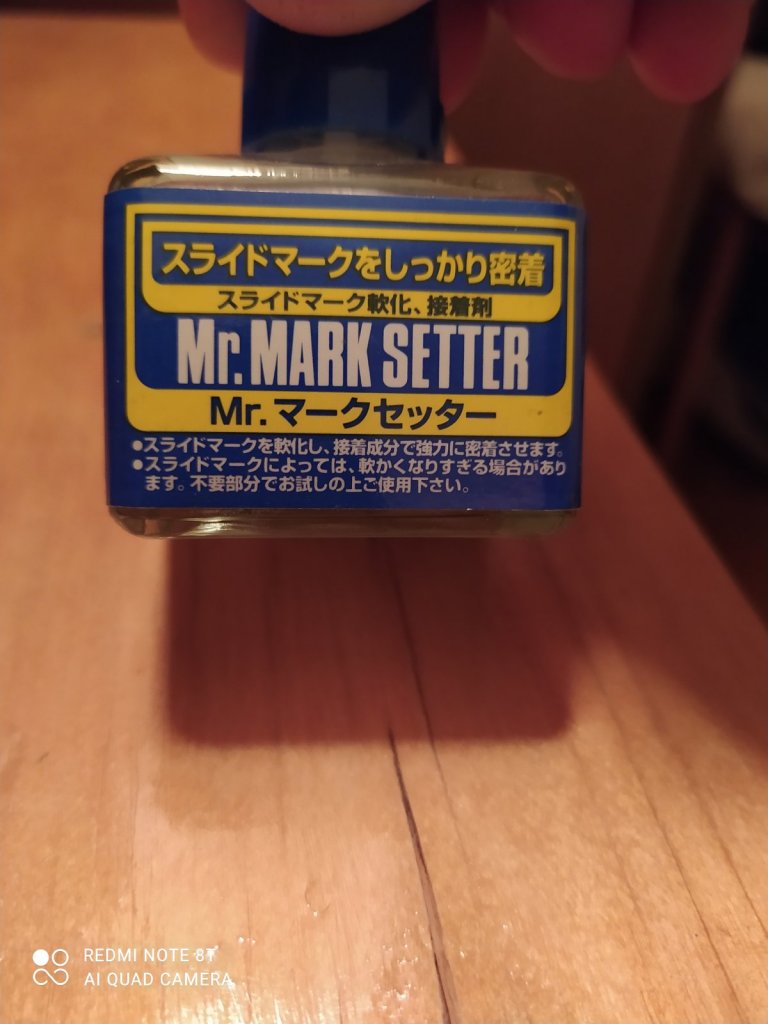 スライドマークをしっかり密着
スライドマーク軟化、接着剤
Mr. MARK SETTER
Mr.マークセッター
●スライドマークを軟化し、接着成分で強力に密着させます。
●スライドマークによっては、軟かくなりすぎる場合があり
ます。不要部分でお試しの上ご使用下さい。
REDMI NOTE 8T
AI QUAD CAMERA